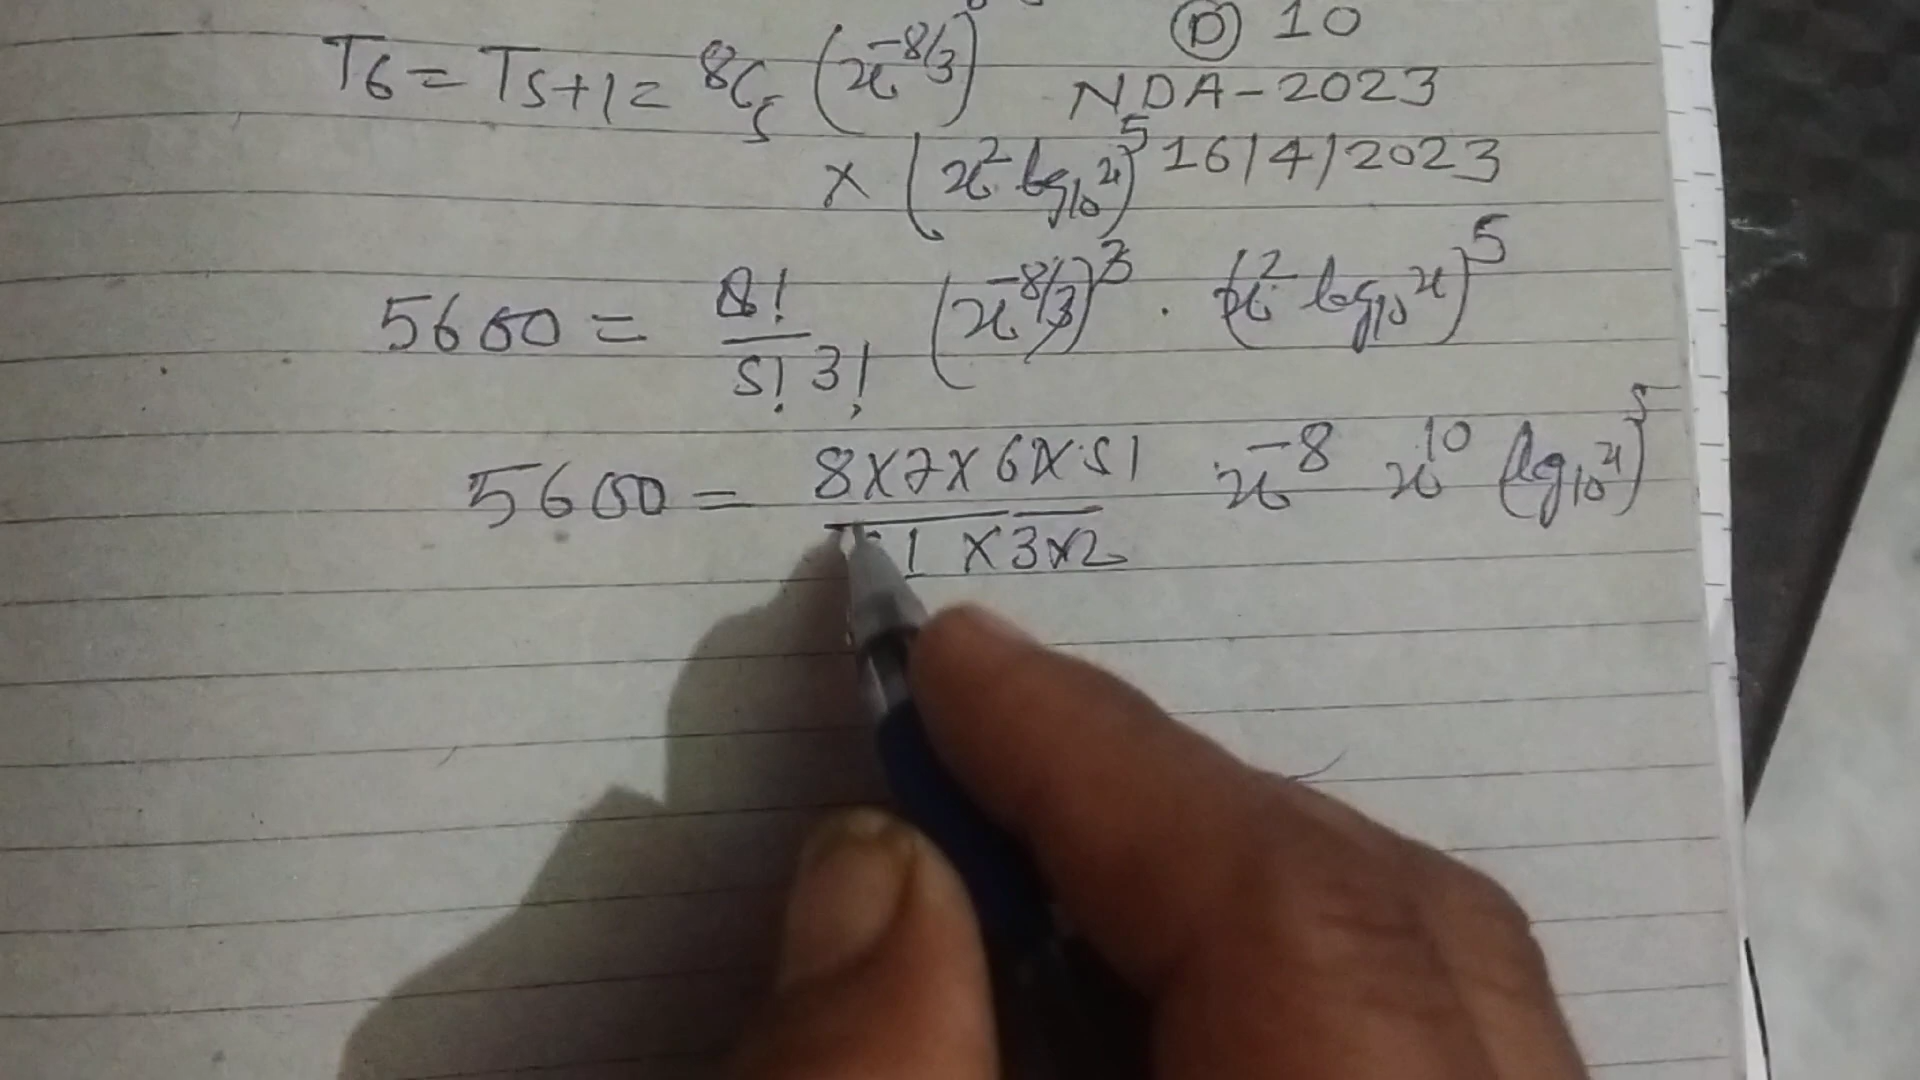 T6 = T5+1 = 8C5 (x^-8/3)
Ⓓ 10
NDA-2023
× (x^2 log10 x)^5
16/4/2023
5600 = 8!/5!3! (x^-8/3)^3 · (x^2 log10 x)^5
5600 = 8×7×6×5!/5!×3×2 x^-8 x^10 (log10 x)^5